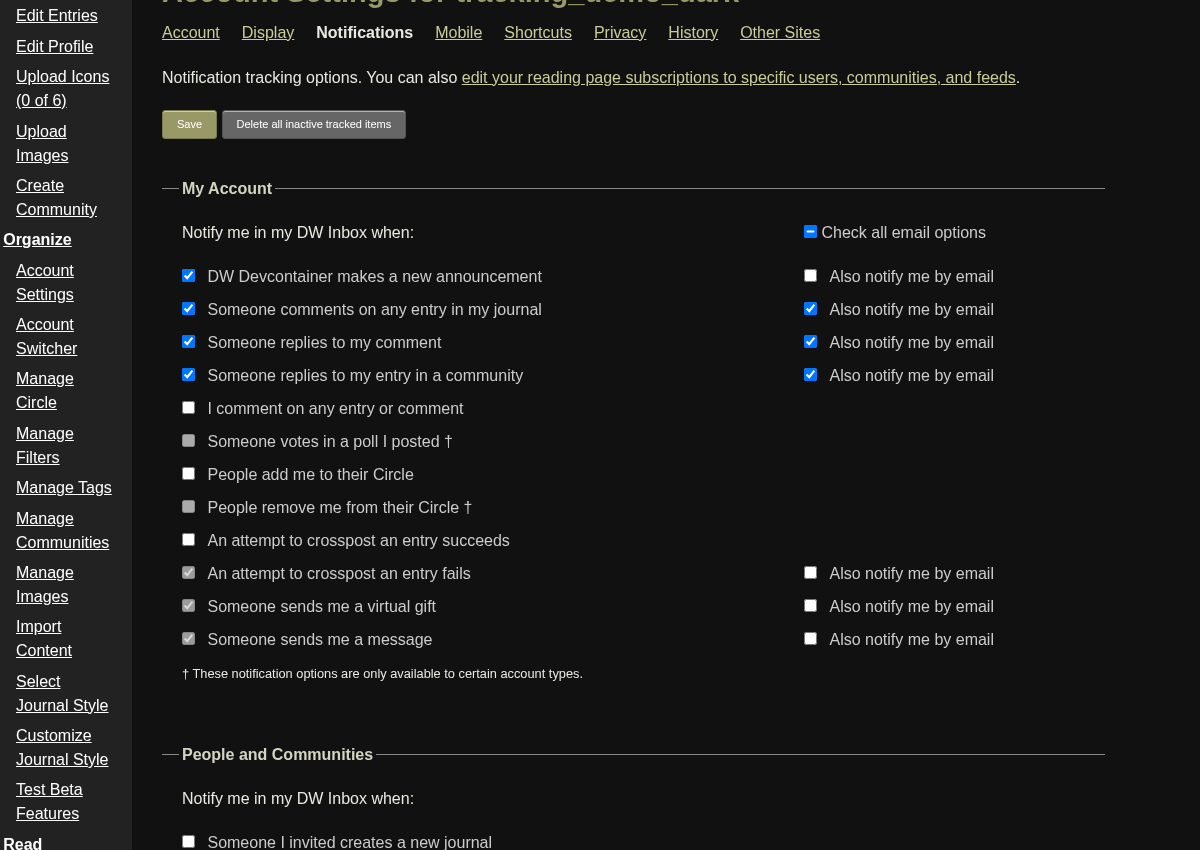 Edit Entries
Edit Profile
Upload Icons
(0 of 6)
Upload
Images
Create
Community
Organize
Account
Settings
Account
Switcher
Manage
Circle
Manage
Filters
Manage Tags
Manage
Communities
Manage
Images
Import
Content
Select
Journal Style
Customize
Journal Style
Test Beta
Features
Read
Account Settings for tracking_demo_dark
Account Display Notifications Mobile Shortcuts Privacy History Other Sites
Notification tracking options. You can also edit your reading page subscriptions to specific users, communities, and feeds.
Save Delete all inactive tracked items
My Account
Notify me in my DW Inbox when: Check all email options
DW Devcontainer makes a new announcement Also notify me by email
Someone comments on any entry in my journal Also notify me by email
Someone replies to my comment Also notify me by email
Someone replies to my entry in a community Also notify me by email
I comment on any entry or comment
Someone votes in a poll I posted †
People add me to their Circle
People remove me from their Circle †
An attempt to crosspost an entry succeeds
An attempt to crosspost an entry fails Also notify me by email
Someone sends me a virtual gift Also notify me by email
Someone sends me a message Also notify me by email
† These notification options are only available to certain account types.
People and Communities
Notify me in my DW Inbox when:
Someone I invited creates a new journal